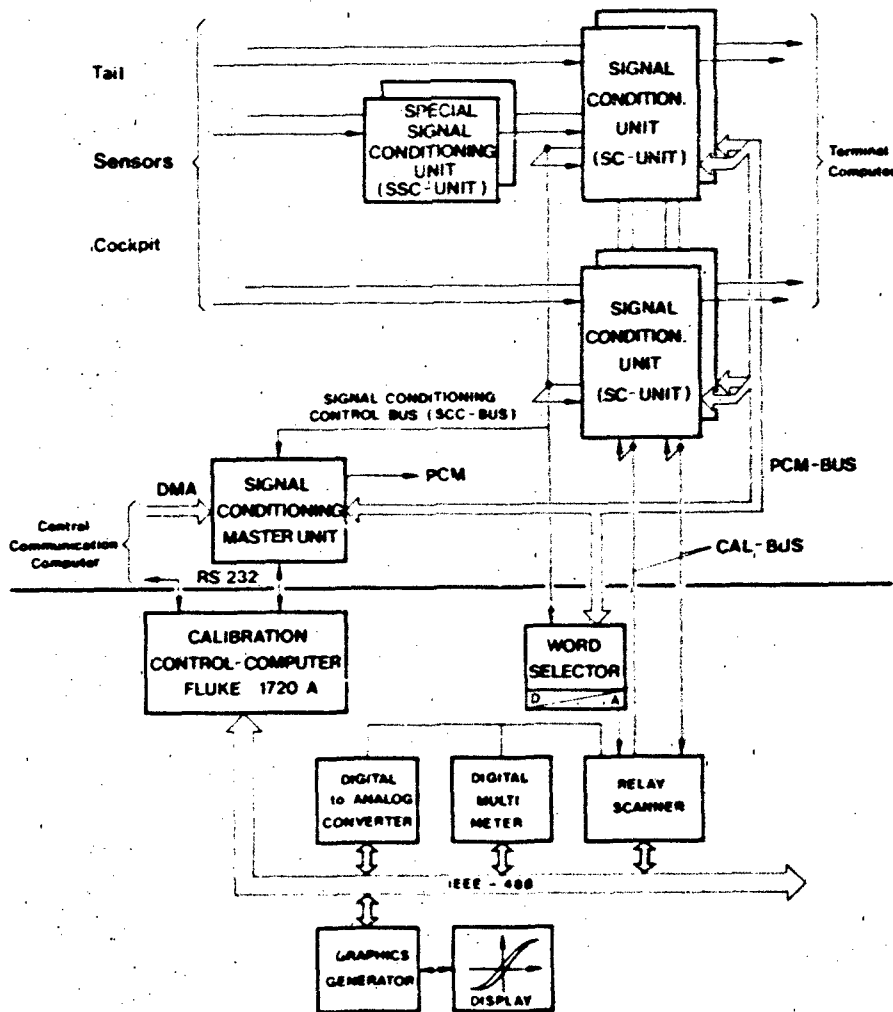 Tail
Sensors
Cockpit
SPECIAL
SIGNAL
CONDITIONING
UNIT
(SSC-UNIT)
SIGNAL
CONDITION.
UNIT
(SC-UNIT)
Terminal
Computer
SIGNAL
CONDITION.
UNIT
(SC-UNIT)
SIGNAL CONDITIONING
CONTROL BUS (SCC-BUS)
PCM-BUS
DMA
SIGNAL
CONDITIONING
MASTER UNIT
PCM
Central
Communication
Computer
RS 232
CAL-BUS
CALIBRATION
CONTROL-COMPUTER
FLUKE 1720 A
WORD
SELECTOR
D A
DIGITAL
to ANALOG
CONVERTER
DIGITAL
MULTI
METER
RELAY
SCANNER
IEEE - 488
GRAPHICS
GENERATOR
DISPLAY